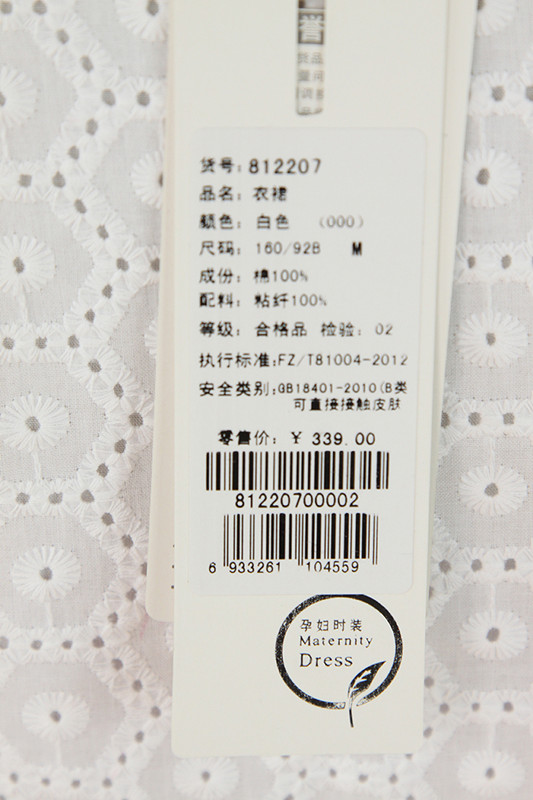 誉
货号: 812207
品名: 衣裙
颜色: 白色 (000)
尺码: 160/92B M
成份: 棉100%
配料: 粘纤100%
等级: 合格品 检验: 02
执行标准:FZ/T81004-2012
安全类别:GB18401-2010(B类
可直接接触皮肤
零售价: ¥ 339.00
81220700002
6 933261 104559
孕妇时装
Maternity
Dress